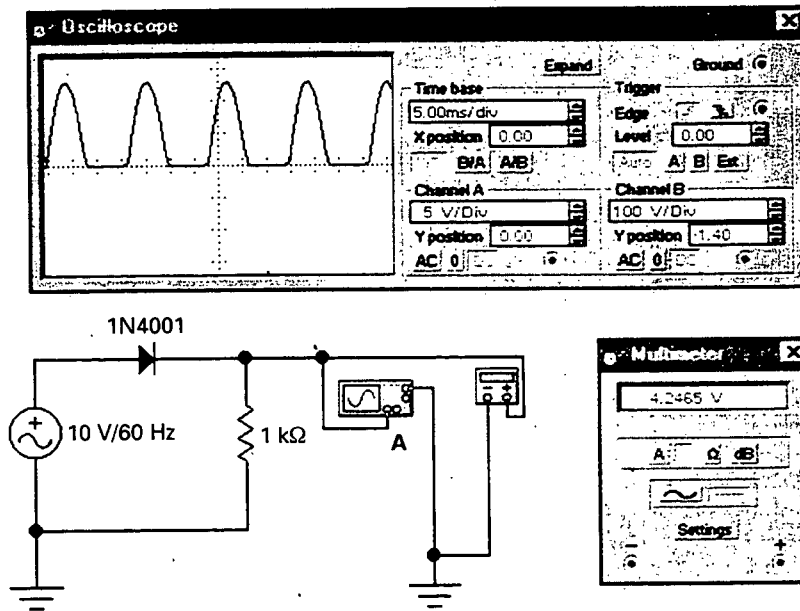 Oscilloscope
Expand
Ground
Time base
5.00ms/div
X position 0.00
B/A A/B
Trigger
Edge
Level 0.00
Auto A B Ext
Channel A
5 V/Div
Y position 0.00
AC 0
Channel B
100 V/Div
Y position
AC 0 DC
1N4001
10 V/60 Hz
1 kΩ
A
Multimeter
4.2465 V
A Ω dB
Settings
− +